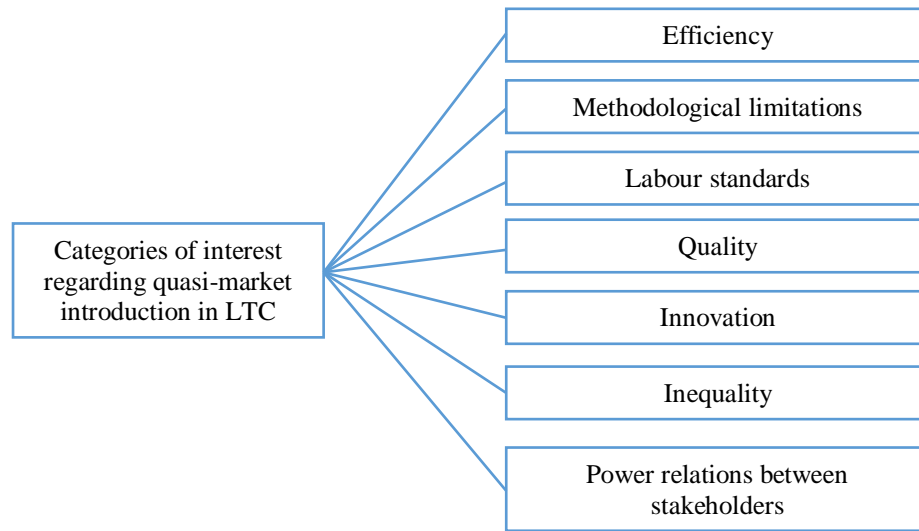 Efficiency
Methodological limitations
Labour standards
Categories of interest
regarding quasi-market
introduction in LTC
Quality
Innovation
Inequality
Power relations between
stakeholders